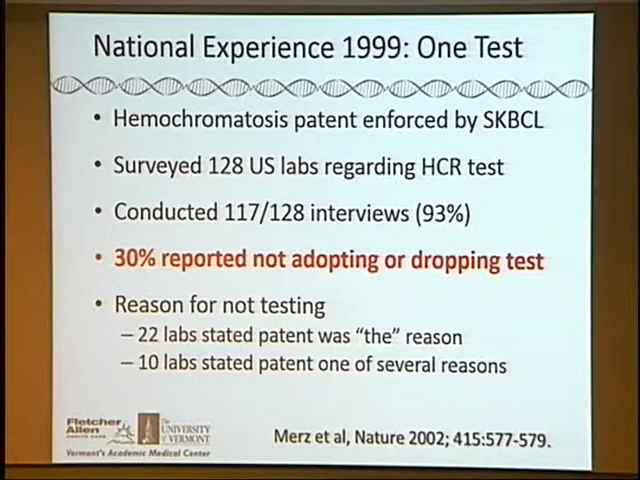 National Experience 1999: One Test
• Hemochromatosis patent enforced by SKBCL
• Surveyed 128 US labs regarding HCR test
• Conducted 117/128 interviews (93%)
• 30% reported not adopting or dropping test
• Reason for not testing
– 22 labs stated patent was "the" reason
– 10 labs stated patent one of several reasons
Fletcher
Allen
HEALTH CARE
The
UNIVERSITY
of VERMONT
Vermont's Academic Medical Center
Merz et al, Nature 2002; 415:577-579.